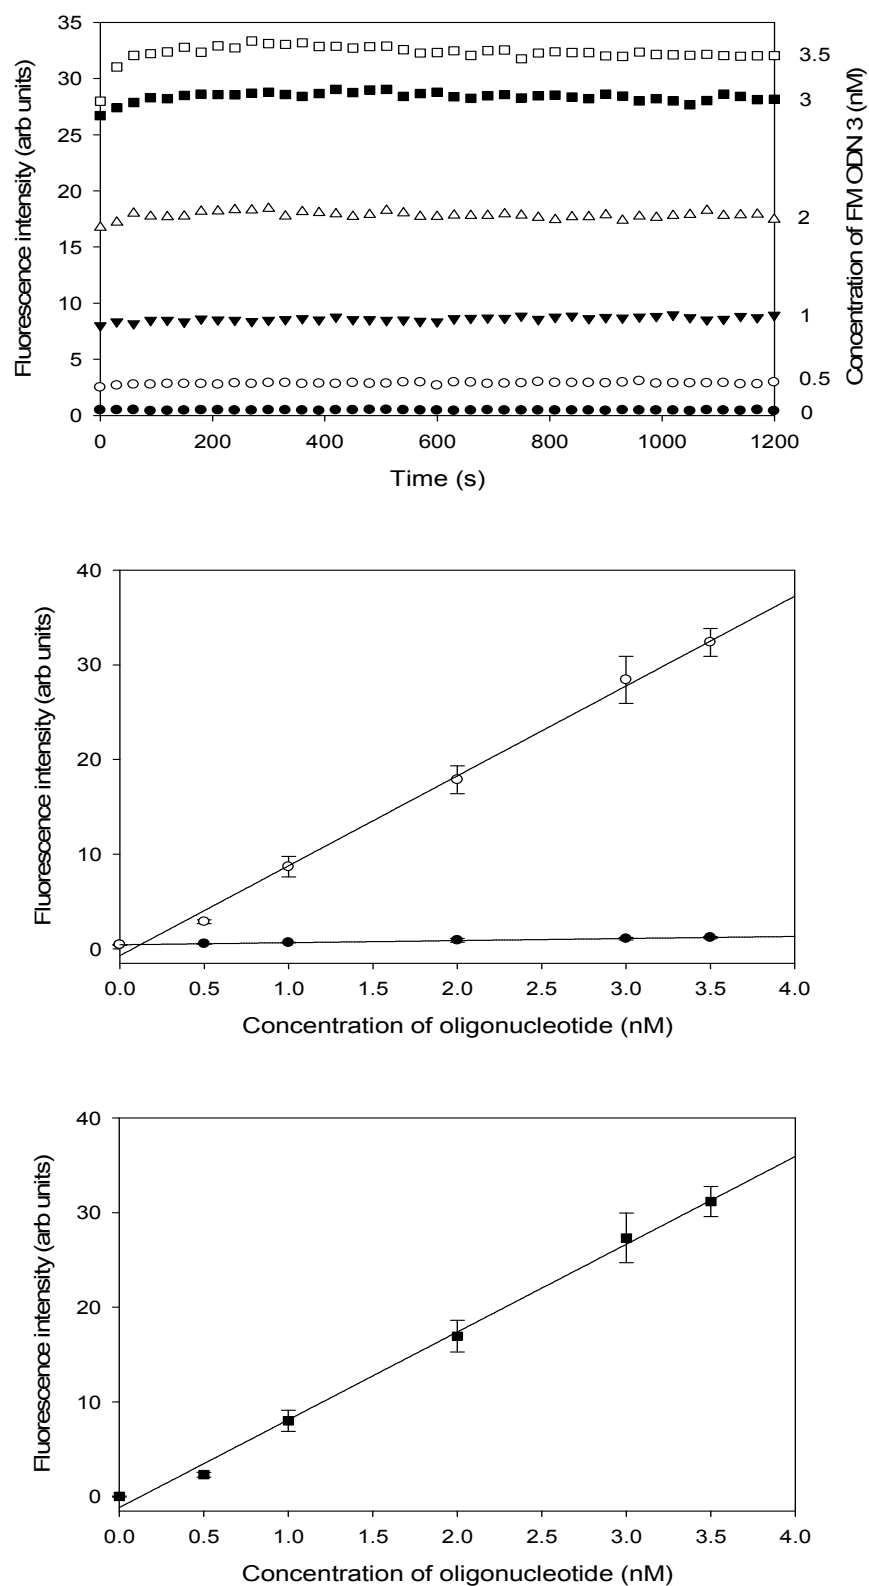 Fluorescence intensity (arb units)
35
30
25
20
15
10
5
0
0 200 400 600 800 1000 1200
Time (s)
3.5
3
2
1
0.5
0
Concentration of FM ODN 3 (nM)
Fluorescence intensity (arb units)
40
30
20
10
0
0.0 0.5 1.0 2.0 2.5 3.0 3.5 4.0
Concentration of oligonucleotide (nM)
Fluorescence intensity (arb units)
40
30
20
10
0
0.0 0.5 1.0 2.0 2.5 3.0 3.5 4.0
Concentration of oligonucleotide (nM)